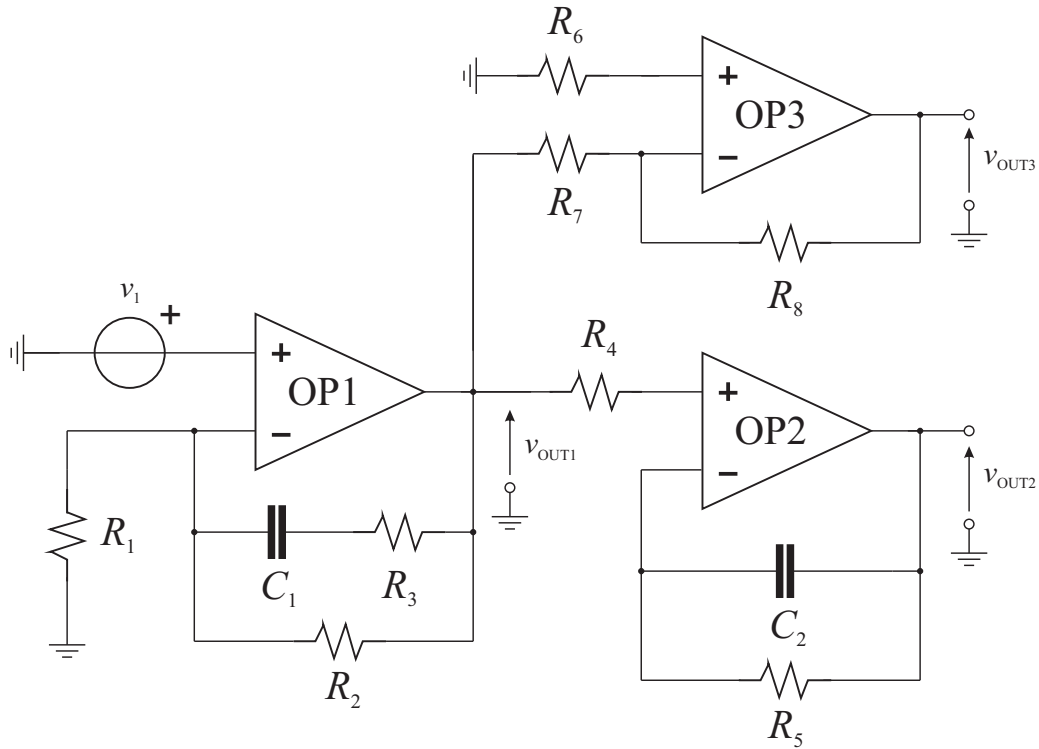 R6
+
OP3
−
vOUT3
R7
R8
v1
+
+
OP1
−
R4
+
OP2
−
vOUT1
vOUT2
R1
C1
R3
C2
R2
R5